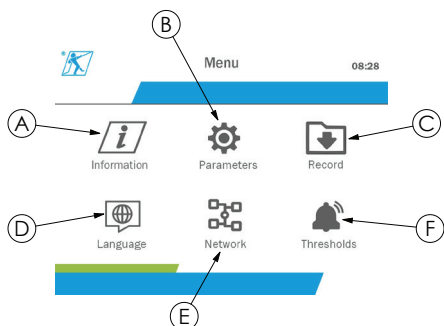 B
Menu 08:28
A C
Information Parameters Record
D F
Language Network Thresholds
E